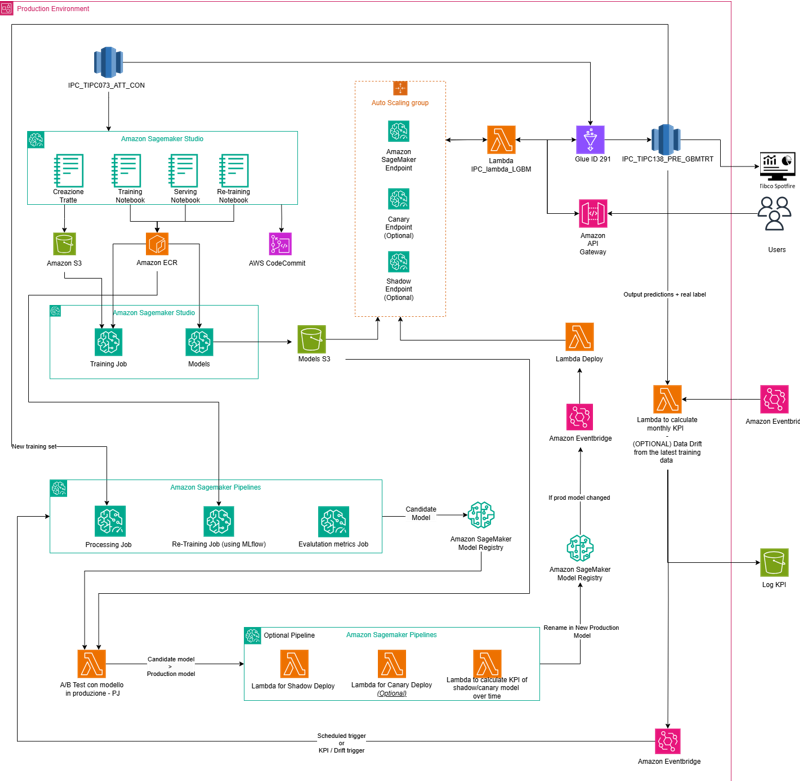 Production Environment
IPC_TIPC073_ATT_CON
Auto Scaling group
Amazon Sagemaker Studio
Amazon
SageMaker
Endpoint
Lambda
IPC_lambda_LGBM
Glue ID 291
IPC_TIPC138_PRE_GBMTRT
Tibco Spotfire
Creazione
Tratte
Training
Notebook
Serving
Notebook
Re-training
Notebook
Canary
Endpoint
(Optional)
Amazon
API
Gateway
Users
Amazon S3
Amazon ECR
AWS CodeCommit
Shadow
Endpoint
(Optional)
Output predictions + real label
Amazon Sagemaker Studio
Training Job
Models
Models S3
Lambda Deploy
Lambda to calculate
monthly KPI
-
(OPTIONAL) Data Drift
from the latest training
data
Amazon Eventbrid
Amazon Eventbridge
New training set
Amazon Sagemaker Pipelines
Processing Job
Re-Training Job (using MLflow)
Evalutation metrics Job
Candidate
Model
Amazon SageMaker
Model Registry
If prod model changed
Amazon SageMaker
Model Registry
Log KPI
Rename in New Production
Model
Optional Pipeline
Amazon Sagemaker Pipelines
A/B Test con modello
in produzione - PJ
Candidate model
>
Production model
Lambda for Shadow Deploy
Lambda for Canary Deploy
(Optional)
Lambda to calculate KPI of
shadow/canary model
over time
Scheduled trigger
or
KPI / Drift trigger
Amazon Eventbridge